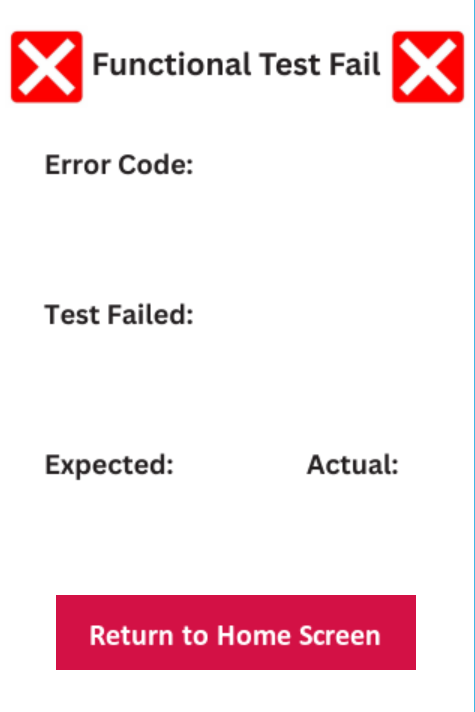 Functional Test Fail
Error Code:
Test Failed:
Expected: Actual:
Return to Home Screen